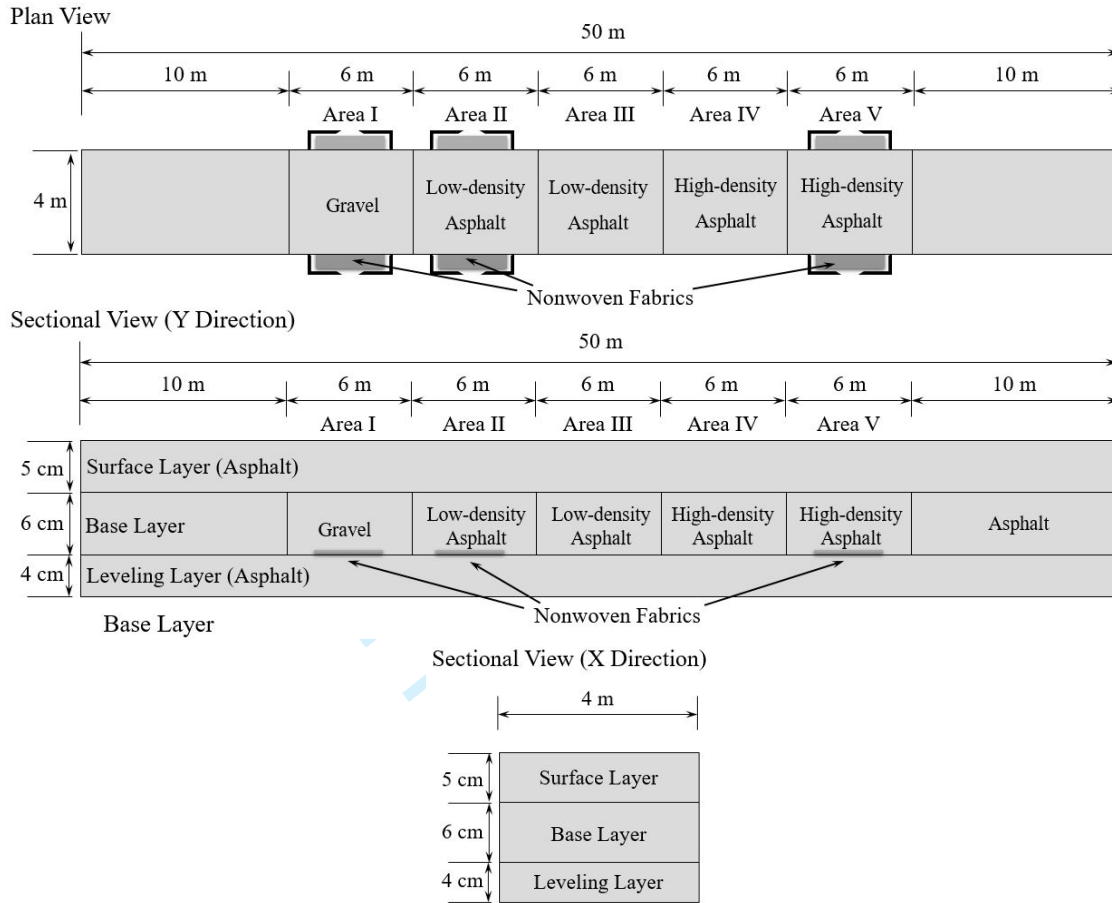 Plan View
50 m
10 m 6 m 6 m 6 m 6 m 6 m 10 m
Area I Area II Area III Area IV Area V
4 m
Gravel
Low-density
Asphalt
Low-density
Asphalt
High-density
Asphalt
High-density
Asphalt
Nonwoven Fabrics
Sectional View (Y Direction)
50 m
10 m 6 m 6 m 6 m 6 m 6 m 10 m
Area I Area II Area III Area IV Area V
5 cm
Surface Layer (Asphalt)
6 cm
Base Layer
Gravel
Low-density
Asphalt
Low-density
Asphalt
High-density
Asphalt
High-density
Asphalt
Asphalt
4 cm
Leveling Layer (Asphalt)
Nonwoven Fabrics
Base Layer
Sectional View (X Direction)
4 m
5 cm
Surface Layer
6 cm
Base Layer
4 cm
Leveling Layer